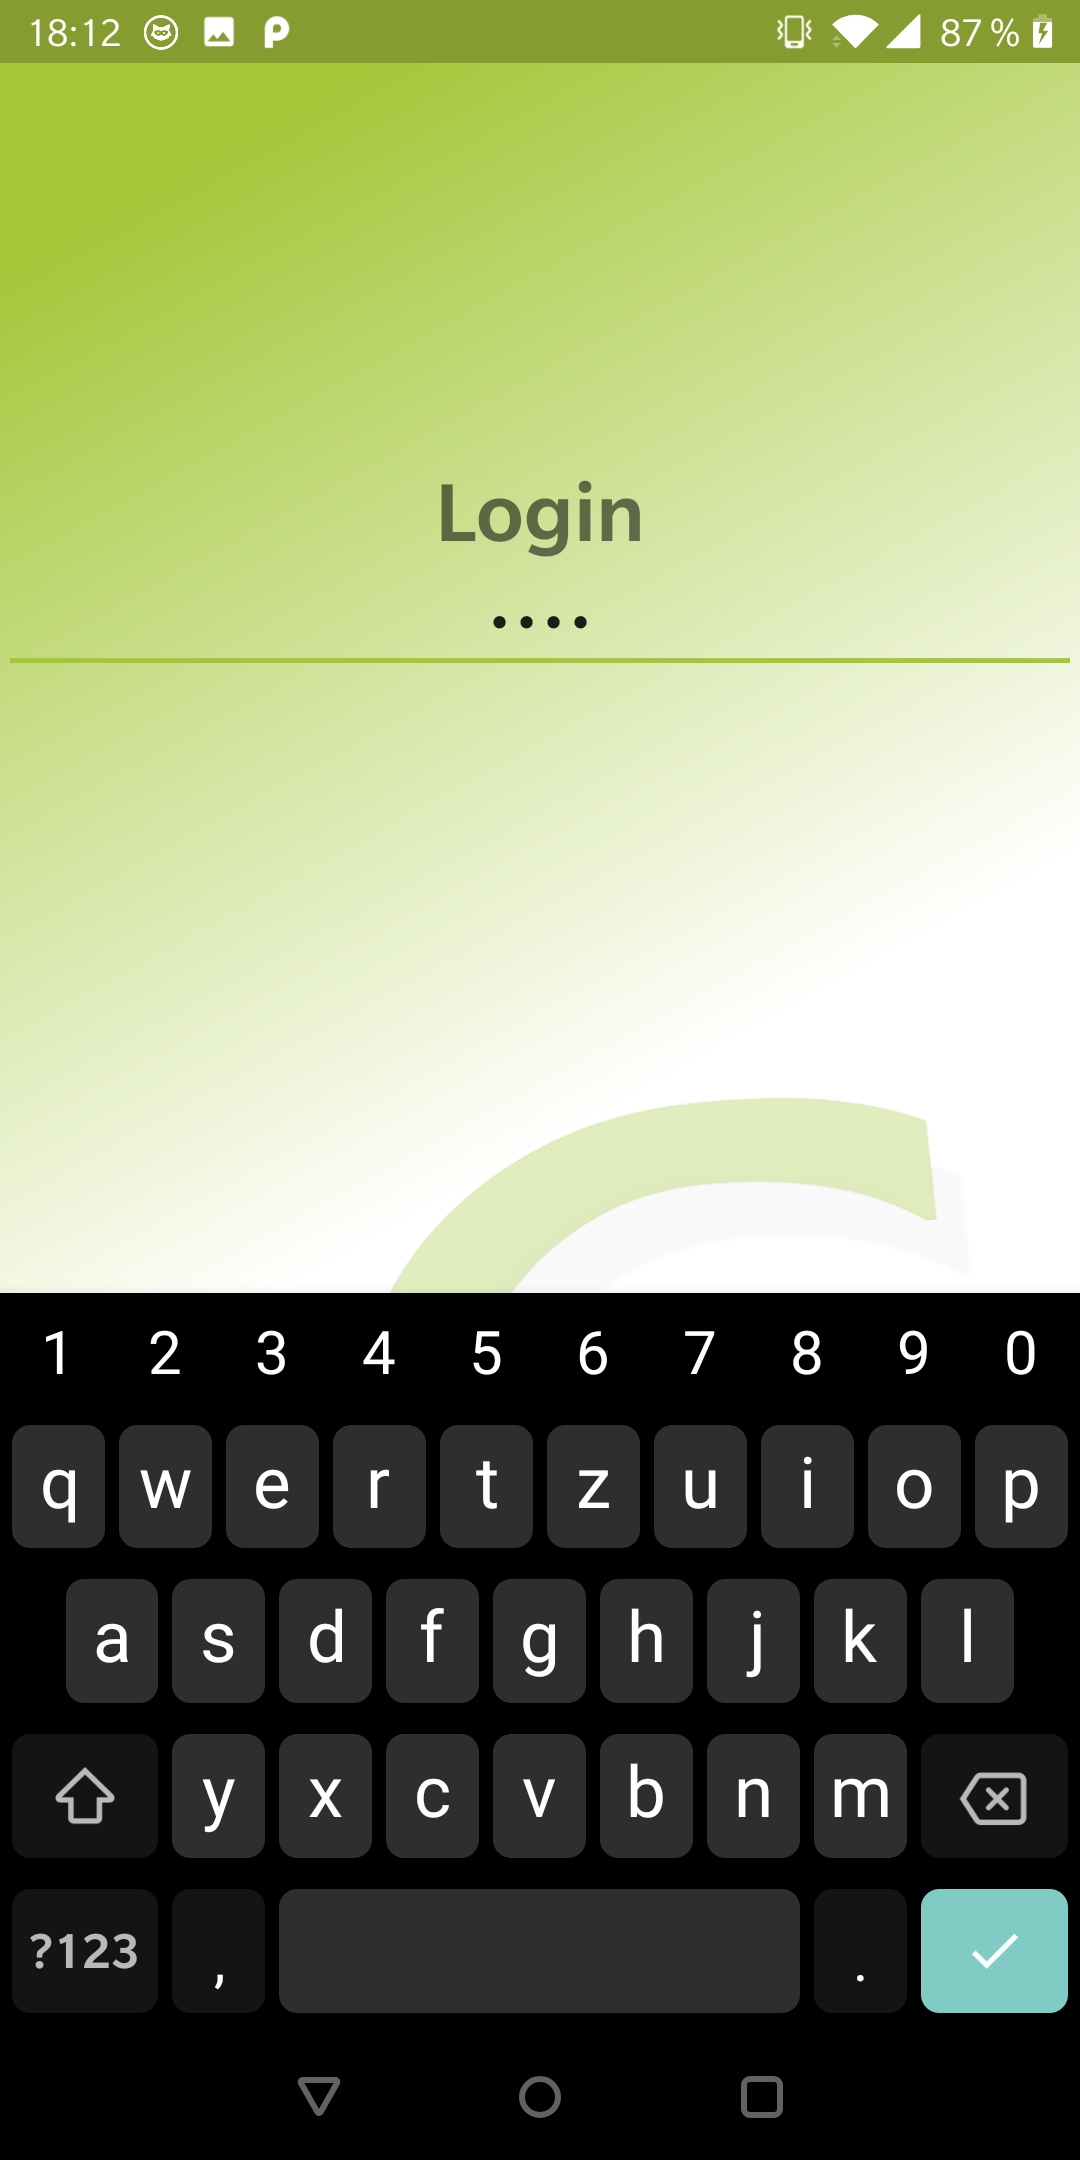 18:12 87 %
Login
••••
1 2 3 4 5 6 7 8 9 0
q w e r t z u i o p
a s d f g h j k l
y x c v b n m
?123 , .